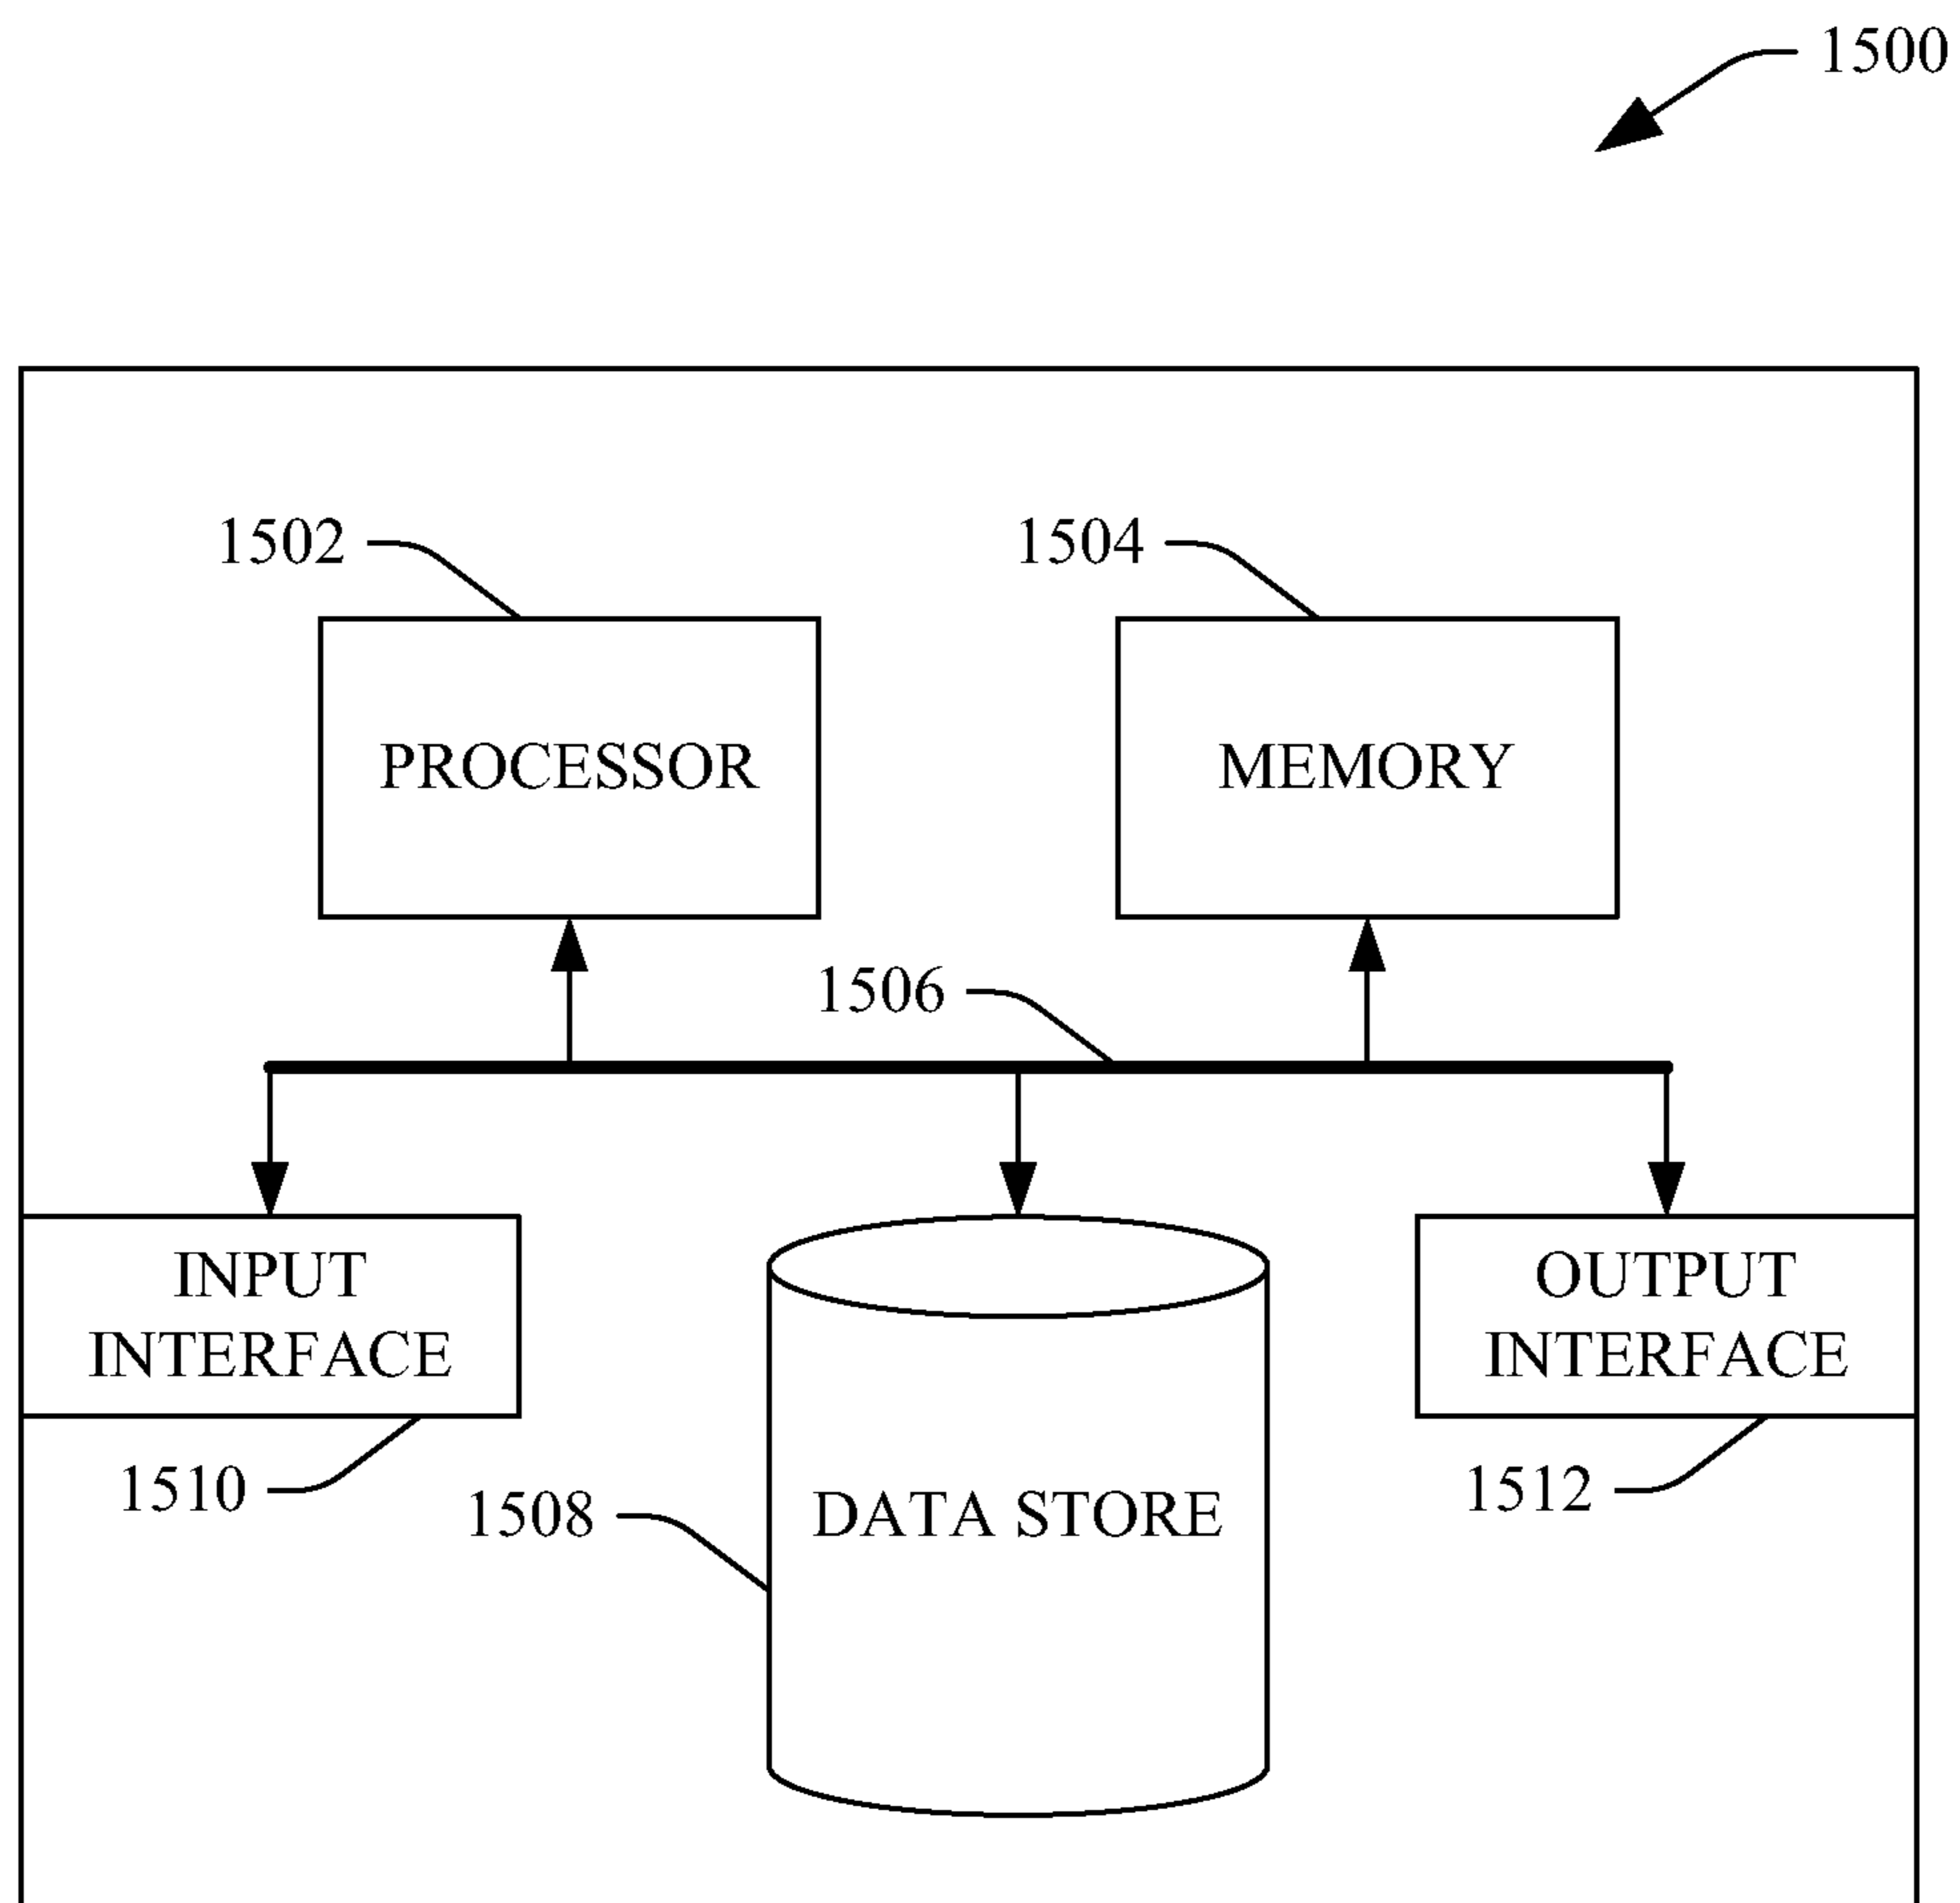 1500
1502
1504
PROCESSOR
MEMORY
1506
INPUT
INTERFACE
OUTPUT
INTERFACE
1510
1508
DATA STORE
1512